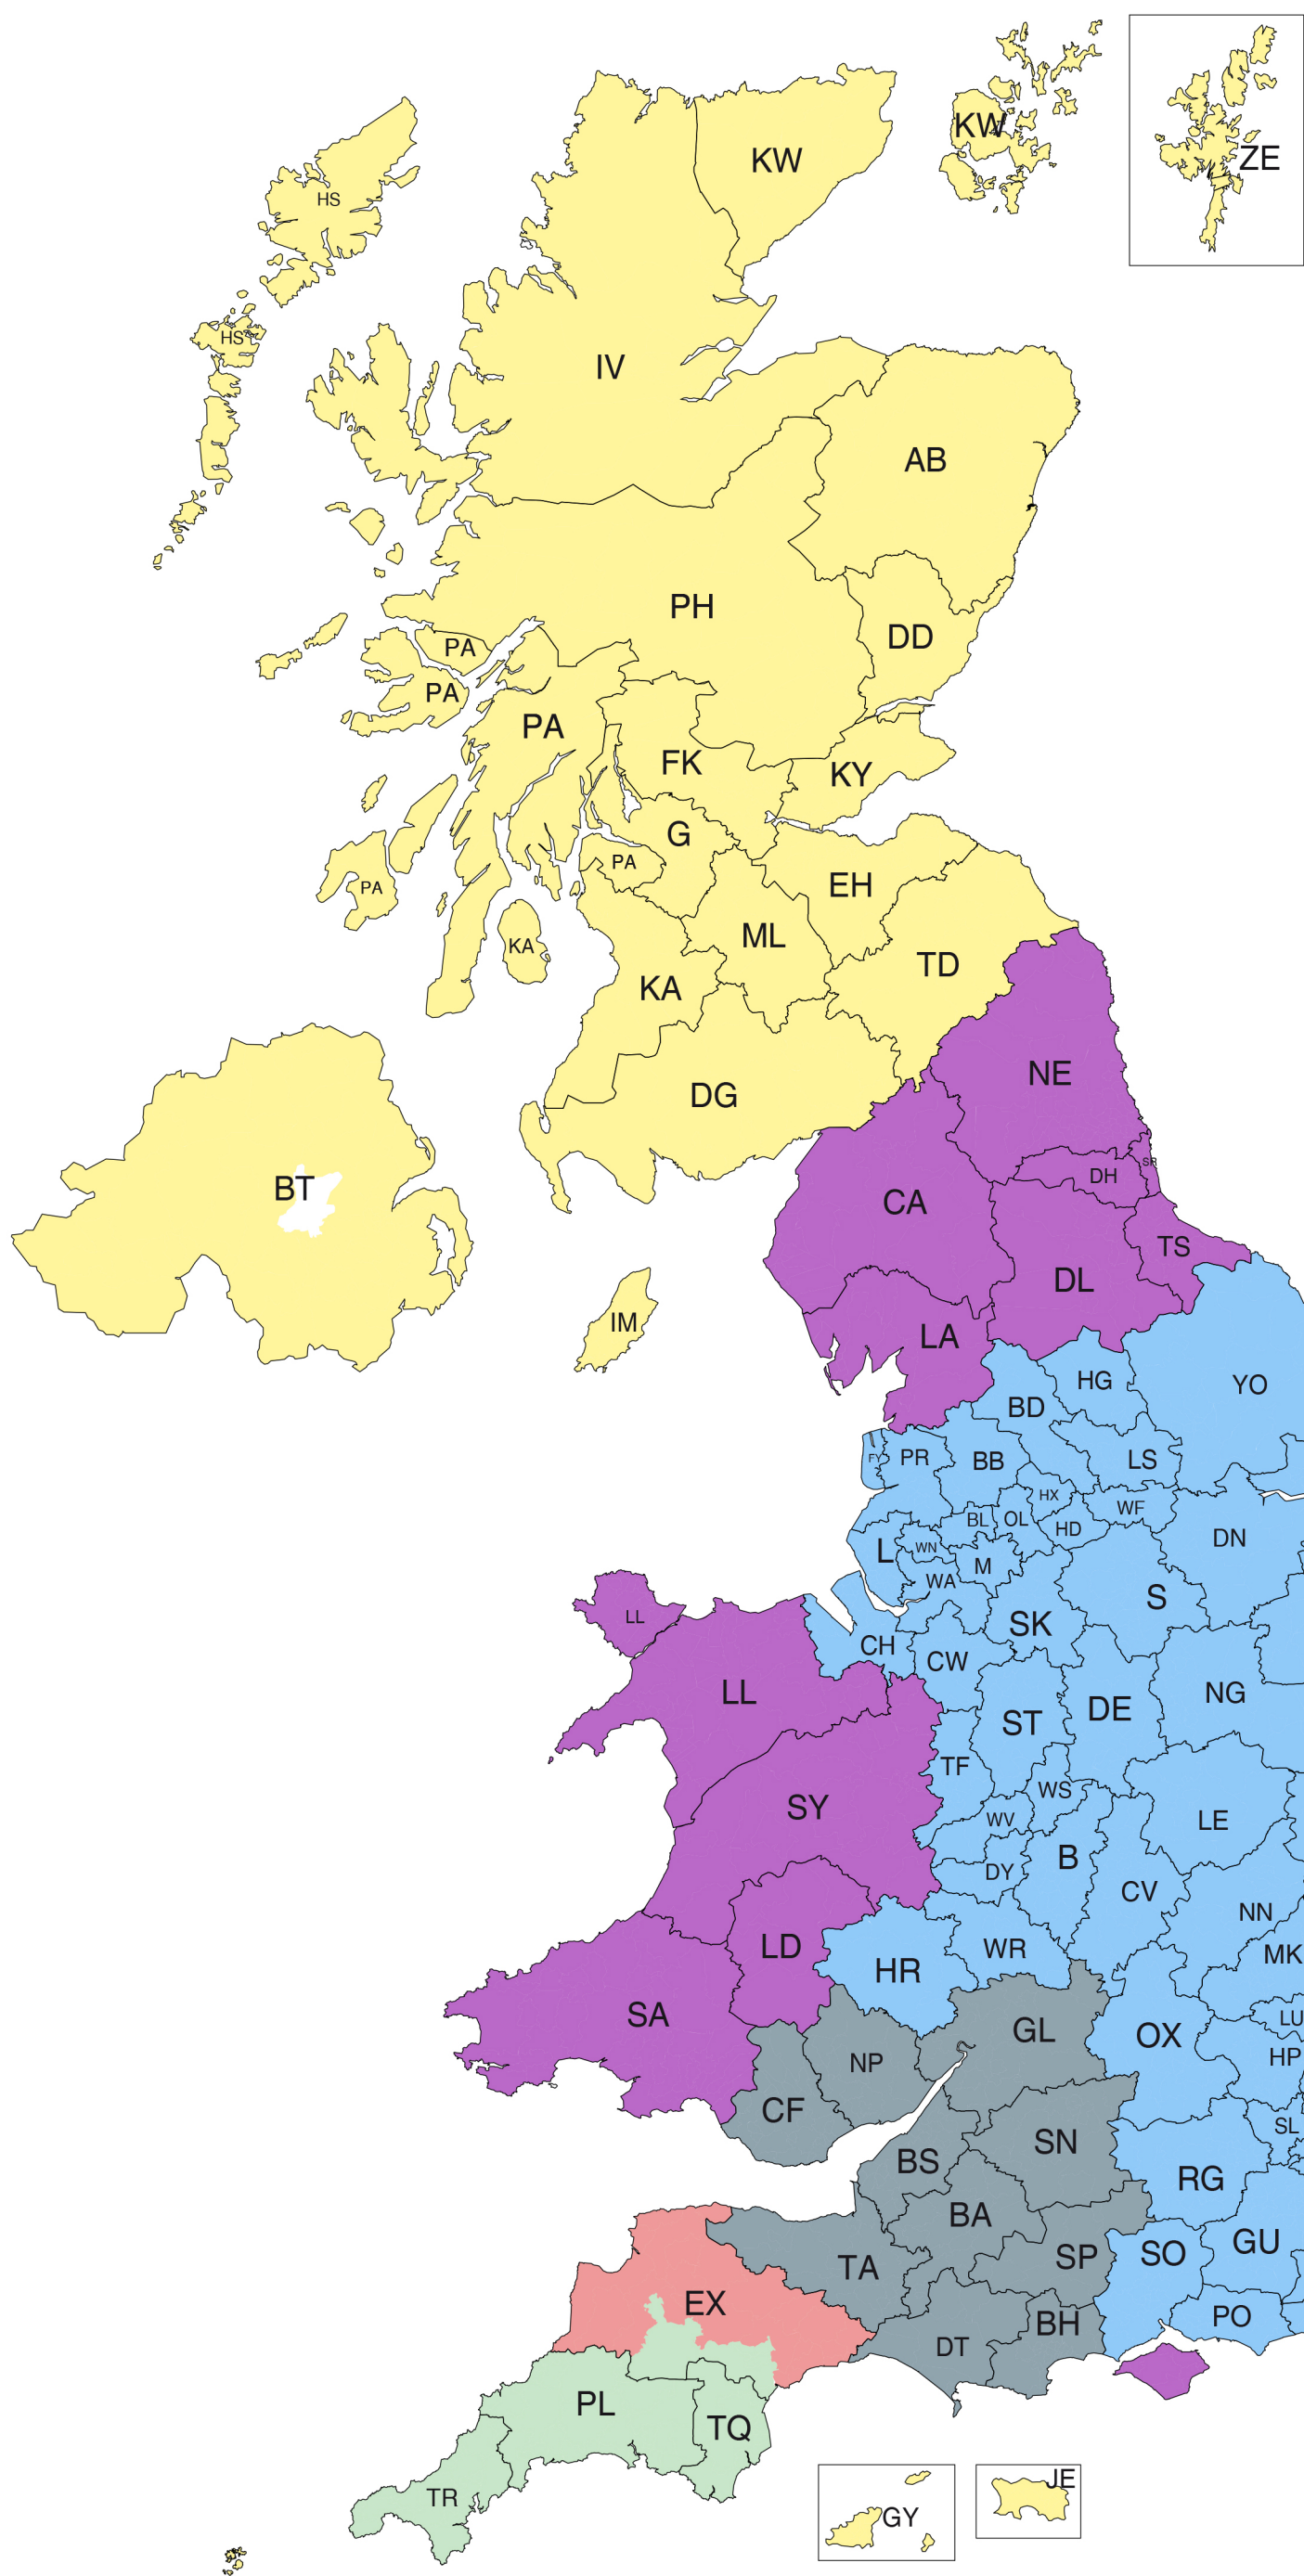 KW
KW
ZE
HS
HS
IV
AB
PH
DD
PA
PA
PA
FK
KY
G
PA
EH
PA
ML
KA
TD
KA
NE
DG
SR
DH
BT
CA
TS
DL
IM
LA
HG
YO
BD
FY
PR
BB
LS
HX
WF
BL
OL
HD
DN
L
WN
M
WA
S
LL
SK
CH
CW
LL
NG
DE
ST
TF
WS
SY
WV
LE
B
DY
CV
NN
LD
WR
MK
HR
SA
LU
GL
OX
HP
NP
CF
SL
SN
BS
RG
BA
GU
SO
SP
TA
EX
PO
BH
DT
PL
TQ
JE
TR
GY